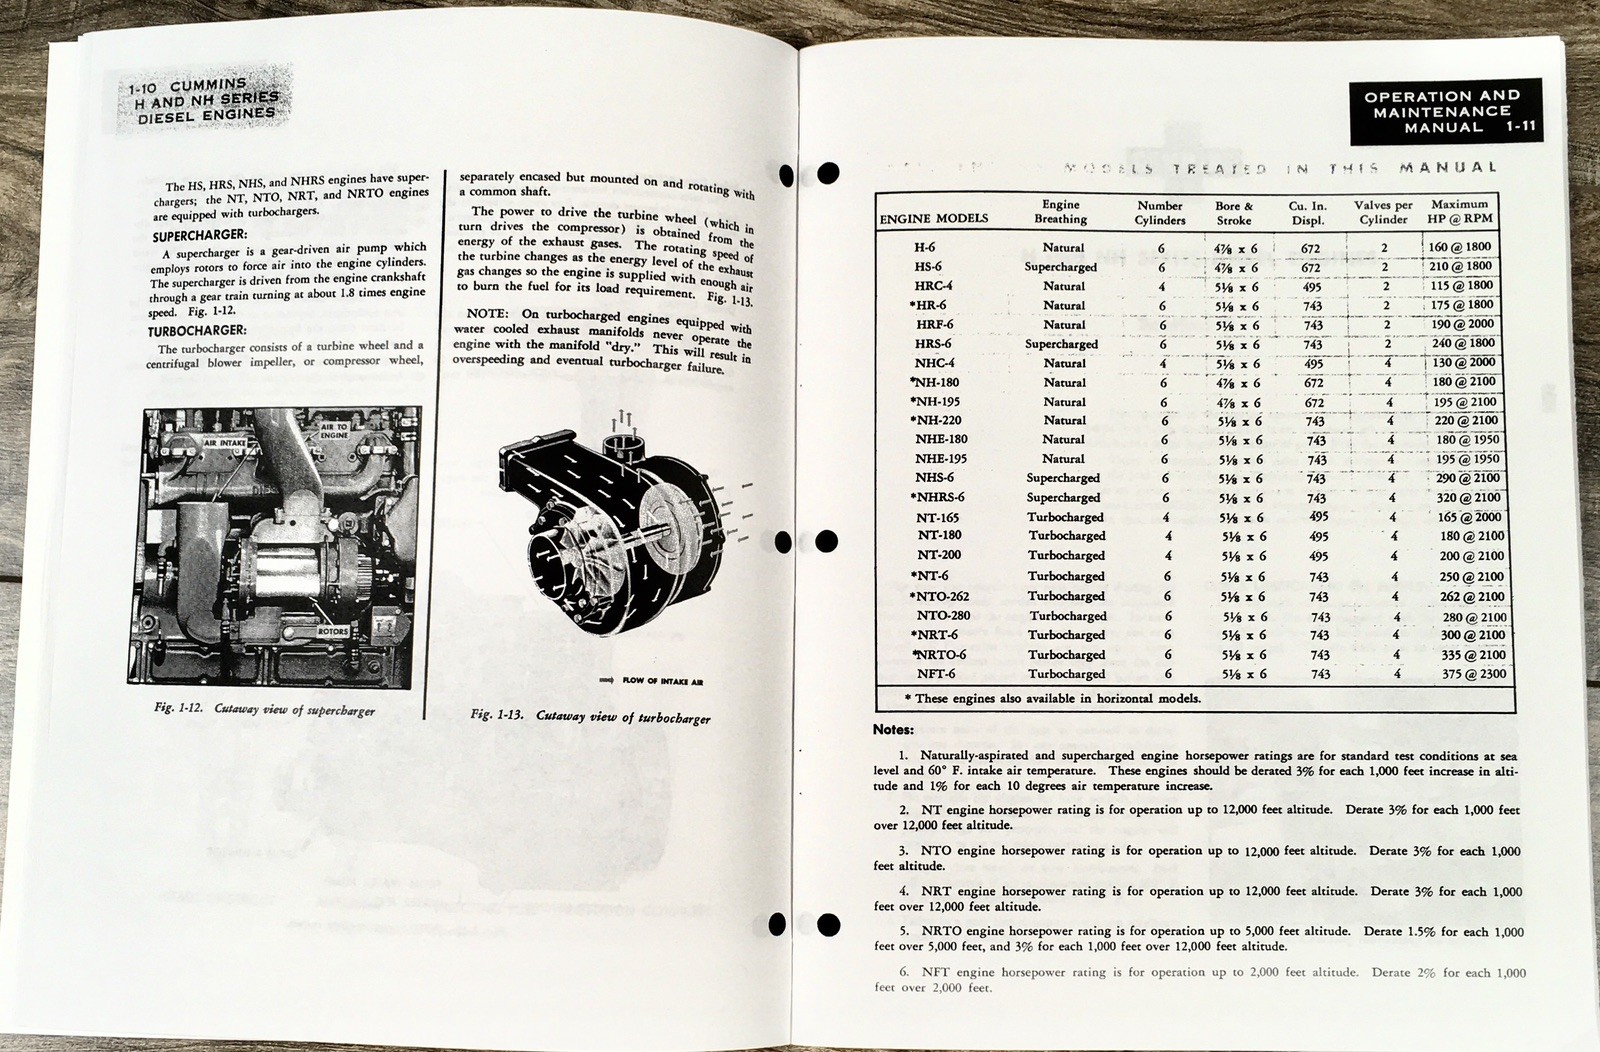 1-10 CUMMINS
H AND NH SERIES
DIESEL ENGINES
The HS, HRS, NHS, and NHRS engines have super-
chargers; the NT, NTO, NRT, and NRTO engines
are equipped with turbochargers.
SUPERCHARGER:
A supercharger is a gear-driven air pump which
employs rotors to force air into the engine cylinders.
The supercharger is driven from the engine crankshaft
through a gear train turning at about 1.8 times engine
speed. Fig. 1-12.
TURBOCHARGER:
The turbocharger consists of a turbine wheel and a
centrifugal blower impeller, or compressor wheel,
AIR INTAKE
AIR TO
ENGINE
ROTORS
Fig. 1-12. Cutaway view of supercharger
separately encased but mounted on and rotating with
a common shaft.
The power to drive the turbine wheel (which in
turn drives the compressor) is obtained from the
energy of the exhaust gases. The rotating speed of
the turbine changes as the energy level of the exhaust
gas changes so the engine is supplied with enough air
to burn the fuel for its load requirement. Fig. 1-13.
NOTE: On turbocharged engines equipped with
water cooled exhaust manifolds never operate the
engine with the manifold "dry." This will result in
overspeeding and eventual turbocharger failure.
FLOW OF INTAKE AIR
Fig. 1-13. Cutaway view of turbocharger
OPERATION AND
MAINTENANCE
MANUAL 1-11
MODELS TREATED IN THIS MANUAL
ENGINE MODELS Engine Breathing Number Cylinders Bore & Stroke Cu. In. Displ. Valves per Cylinder Maximum HP @ RPM
H-6 Natural 6 4⅞ x 6 672 2 160 @ 1800
HS-6 Supercharged 6 4⅞ x 6 672 2 210 @ 1800
HRC-4 Natural 4 5⅛ x 6 495 2 115 @ 1800
*HR-6 Natural 6 5⅛ x 6 743 2 175 @ 1800
HRF-6 Natural 6 5⅛ x 6 743 2 190 @ 2000
HRS-6 Supercharged 6 5⅛ x 6 743 2 240 @ 1800
NHC-4 Natural 4 5⅛ x 6 495 4 130 @ 2000
*NH-180 Natural 6 4⅞ x 6 672 4 180 @ 2100
*NH-195 Natural 6 4⅞ x 6 672 4 195 @ 2100
*NH-220 Natural 6 5⅛ x 6 743 4 220 @ 2100
NHE-180 Natural 6 5⅛ x 6 743 4 180 @ 1950
NHE-195 Natural 6 5⅛ x 6 743 4 195 @ 1950
NHS-6 Supercharged 6 5⅛ x 6 743 4 290 @ 2100
*NHRS-6 Supercharged 6 5⅛ x 6 743 4 320 @ 2100
NT-165 Turbocharged 4 5⅛ x 6 495 4 165 @ 2000
NT-180 Turbocharged 4 5⅛ x 6 495 4 180 @ 2100
NT-200 Turbocharged 4 5⅛ x 6 495 4 200 @ 2100
*NT-6 Turbocharged 6 5⅛ x 6 743 4 250 @ 2100
*NTO-262 Turbocharged 6 5⅛ x 6 743 4 262 @ 2100
NTO-280 Turbocharged 6 5⅛ x 6 743 4 280 @ 2100
*NRT-6 Turbocharged 6 5⅛ x 6 743 4 300 @ 2100
*NRTO-6 Turbocharged 6 5⅛ x 6 743 4 335 @ 2100
NFT-6 Turbocharged 6 5⅛ x 6 743 4 375 @ 2300
* These engines also available in horizontal models.
Notes:
1. Naturally-aspirated and supercharged engine horsepower ratings are for standard test conditions at sea
level and 60° F. intake air temperature. These engines should be derated 3% for each 1,000 feet increase in alti-
tude and 1% for each 10 degrees air temperature increase.
2. NT engine horsepower rating is for operation up to 12,000 feet altitude. Derate 3% for each 1,000 feet
over 12,000 feet altitude.
3. NTO engine horsepower rating is for operation up to 12,000 feet altitude. Derate 3% for each 1,000
feet altitude.
4. NRT engine horsepower rating is for operation up to 12,000 feet altitude. Derate 3% for each 1,000
feet over 12,000 feet altitude.
5. NRTO engine horsepower rating is for operation up to 5,000 feet altitude. Derate 1.5% for each 1,000
feet over 5,000 feet, and 3% for each 1,000 feet over 12,000 feet altitude.
6. NFT engine horsepower rating is for operation up to 2,000 feet altitude. Derate 2% for each 1,000
feet over 2,000 feet.